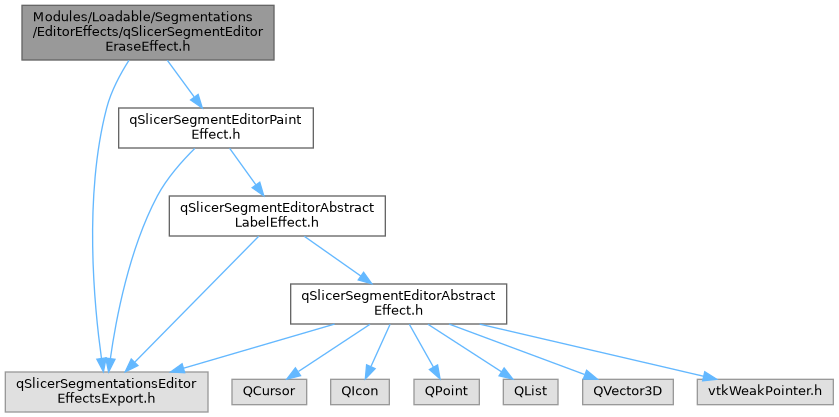 Modules/Loadable/Segmentations
/EditorEffects/qSlicerSegmentEditor
EraseEffect.h
qSlicerSegmentEditorPaint
Effect.h
qSlicerSegmentEditorAbstract
LabelEffect.h
qSlicerSegmentEditorAbstract
Effect.h
qSlicerSegmentationsEditor
EffectsExport.h
QCursor
QIcon
QPoint
QList
QVector3D
vtkWeakPointer.h